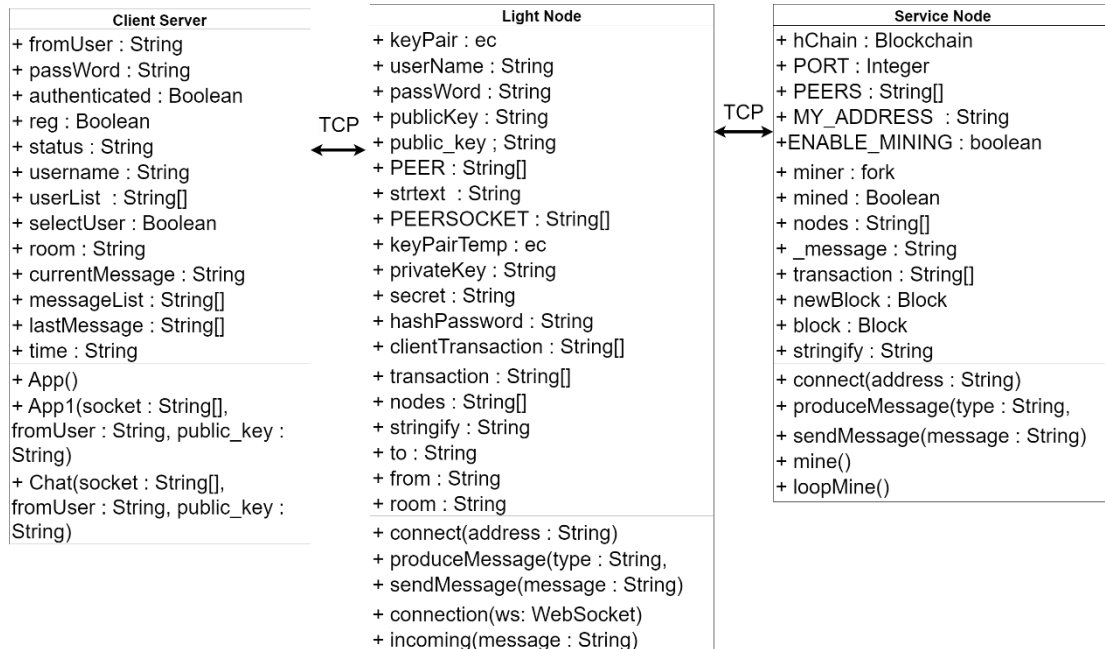 Client Server
+ fromUser : String
+ passWord : String
+ authenticated : Boolean
+ reg : Boolean
+ status : String
+ username : String
+ userList : String[]
+ selectUser : Boolean
+ room : String
+ currentMessage : String
+ messageList : String[]
+ lastMessage : String[]
+ time : String
+ App()
+ App1(socket : String[],
fromUser : String, public_key :
String)
+ Chat(socket : String[],
fromUser : String, public_key :
String)
TCP
Light Node
+ keyPair : ec
+ userName : String
+ passWord : String
+ publicKey : String
+ public_key ; String
+ PEER : String[]
+ strtext : String
+ PEERSOCKET : String[]
+ keyPairTemp : ec
+ privateKey : String
+ secret : String
+ hashPassword : String
+ clientTransaction : String[]
+ transaction : String[]
+ nodes : String[]
+ stringify : String
+ to : String
+ from : String
+ room : String
+ connect(address : String)
+ produceMessage(type : String,
+ sendMessage(message : String)
+ connection(ws: WebSocket)
+ incoming(message : String)
TCP
Service Node
+ hChain : Blockchain
+ PORT : Integer
+ PEERS : String[]
+ MY_ADDRESS : String
+ENABLE_MINING : boolean
+ miner : fork
+ mined : Boolean
+ nodes : String[]
+ _message : String
+ transaction : String[]
+ newBlock : Block
+ block : Block
+ stringify : String
+ connect(address : String)
+ produceMessage(type : String,
+ sendMessage(message : String)
+ mine()
+ loopMine()